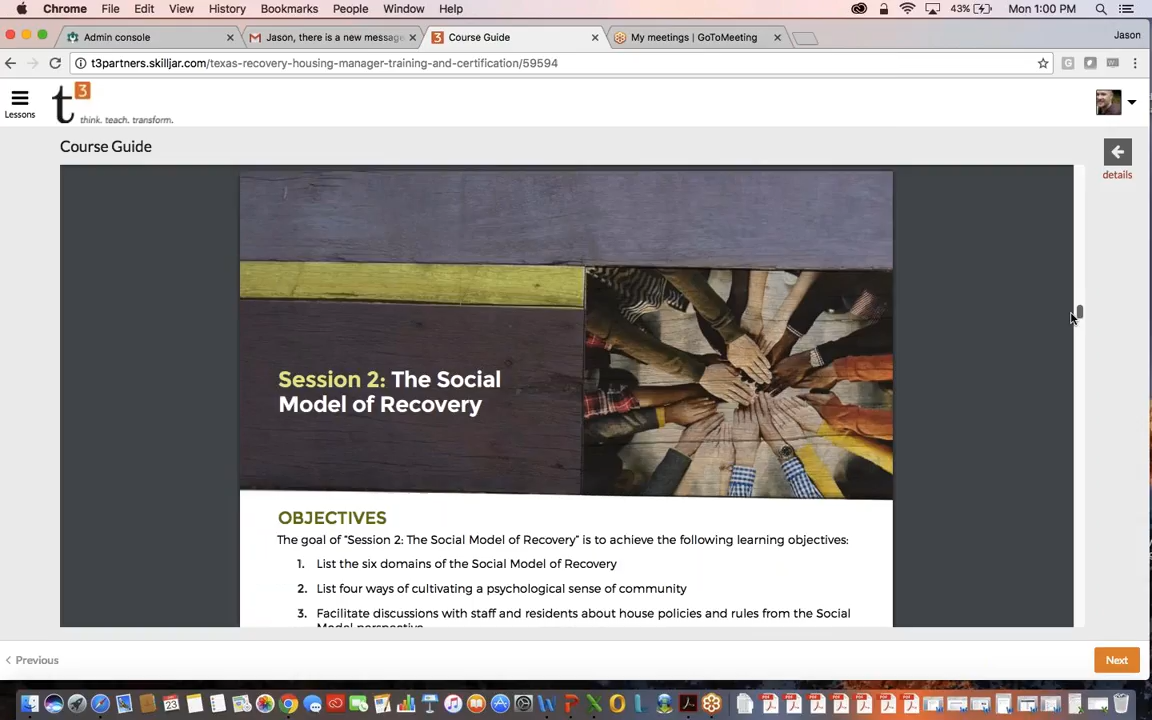 Chrome File Edit View History Bookmarks People Window Help 43% Mon 1:00 PM
Admin console Jason, there is a new message Course Guide My meetings | GoToMeeting Jason
t3partners.skilljar.com/texas-recovery-housing-manager-training-and-certification/59594
Lessons
t3
think. teach. transform.
Course Guide
details
Session 2: The Social
Model of Recovery
OBJECTIVES
The goal of “Session 2: The Social Model of Recovery” is to achieve the following learning objectives:
1. List the six domains of the Social Model of Recovery
2. List four ways of cultivating a psychological sense of community
3. Facilitate discussions with staff and residents about house policies and rules from the Social
Model perspective
< Previous
Next